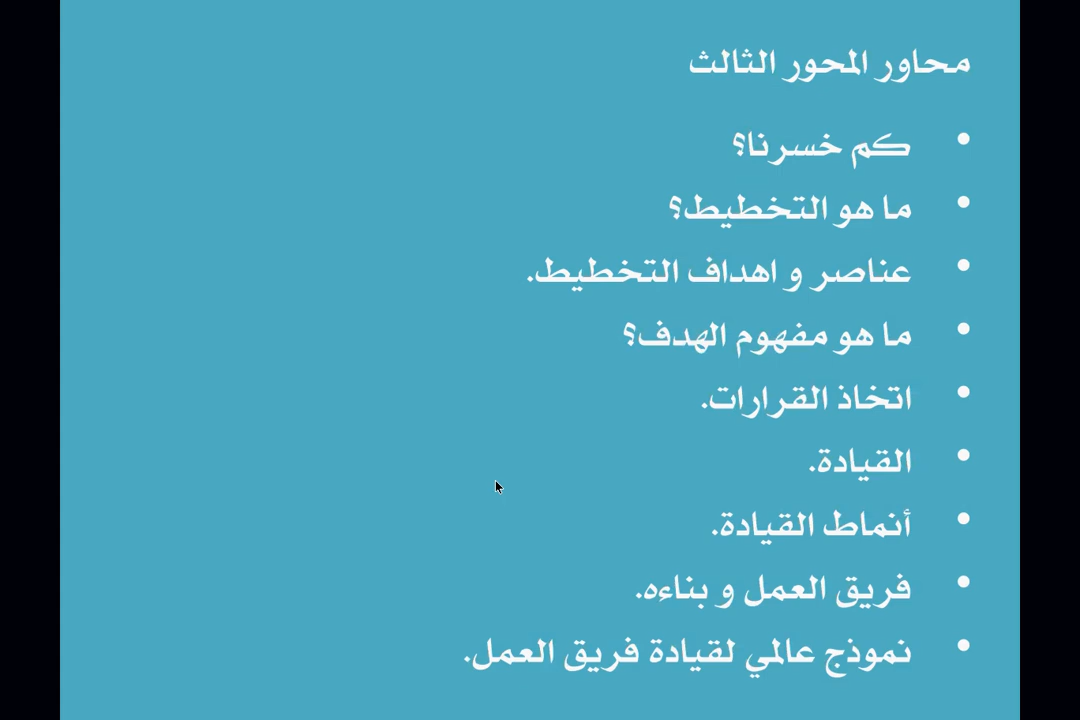 محاور المحور الثالث
• كم خسرنا؟
• ما هو التخطيط؟
• عناصر و اهداف التخطيط.
• ما هو مفهوم الهدف؟
• اتخاذ القرارات.
• القيادة.
• أنماط القيادة.
• فريق العمل و بناءه.
• نموذج عالمي لقيادة فريق العمل.